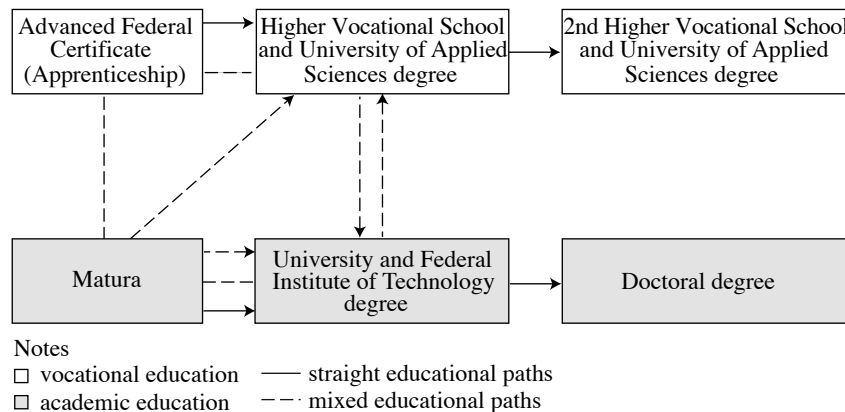 Advanced Federal
Certificate
(Apprenticeship)
Higher Vocational School
and University of Applied
Sciences degree
2nd Higher Vocational School
and University of Applied
Sciences degree
Matura
University and Federal
Institute of Technology
degree
Doctoral degree
Notes
vocational education
straight educational paths
academic education
mixed educational paths